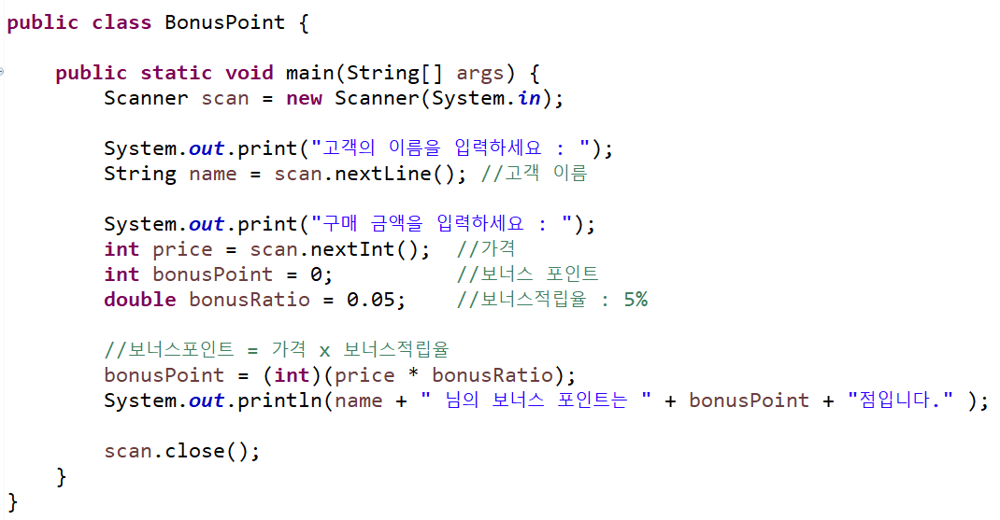 public class BonusPoint {
public static void main(String[] args) {
Scanner scan = new Scanner(System.in);
System.out.print("고객의 이름을 입력하세요 : ");
String name = scan.nextLine(); //고객 이름
System.out.print("구매 금액을 입력하세요 : ");
int price = scan.nextInt(); //가격
int bonusPoint = 0; //보너스 포인트
double bonusRatio = 0.05; //보너스적립율 : 5%
//보너스포인트 = 가격 x 보너스적립율
bonusPoint = (int)(price * bonusRatio);
System.out.println(name + " 님의 보너스 포인트는 " + bonusPoint + "점입니다." );
scan.close();
}
}